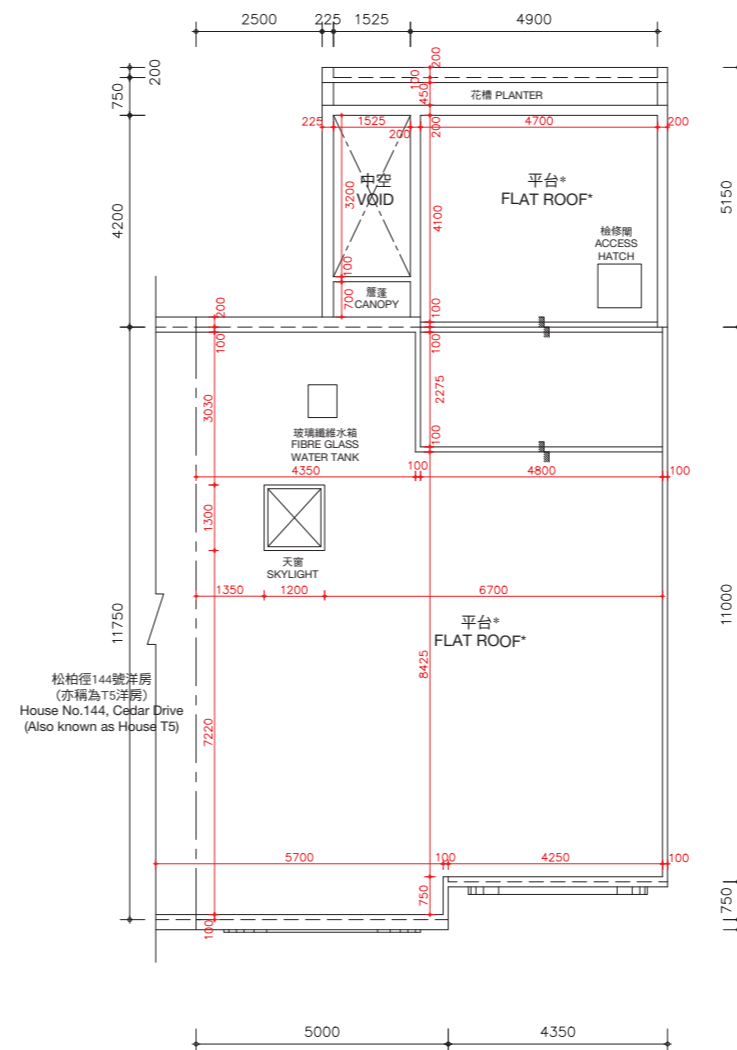 2500
225
1525
4900
200
750
200
100
450
花槽 PLANTER
225
1525
200
200
4700
200
中空
VOID
3200
平台*
FLAT ROOF*
4100
5150
4200
檢修閘
ACCESS
HATCH
100
簷蓬
CANOPY
700
200
100
100
100
3030
2275
玻璃纖維水箱
FIBRE GLASS
WATER TANK
100
4350
100
4800
100
1300
天窗
SKYLIGHT
1350
1200
6700
11750
平台*
FLAT ROOF*
8425
11000
松柏徑144號洋房
(亦稱為T5洋房)
House No.144, Cedar Drive
(Also known as House T5)
7220
5700
100
4250
100
750
750
100
5000
4350